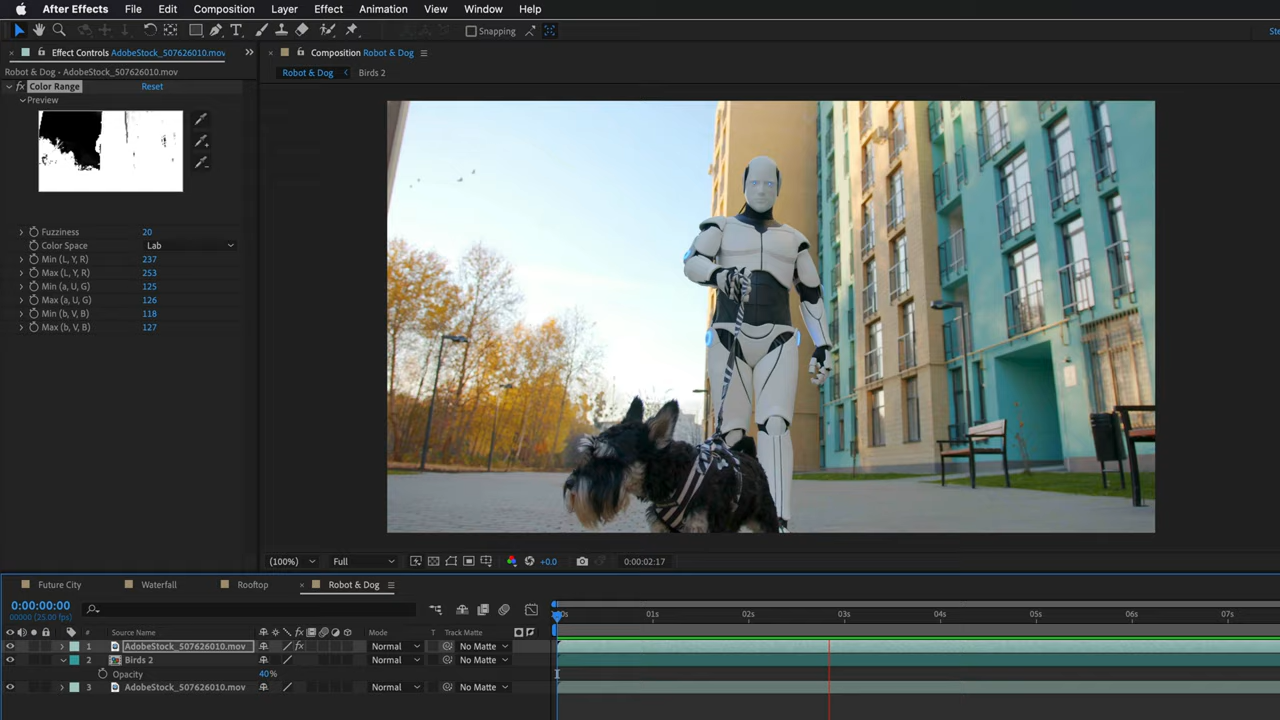 After Effects File Edit Composition Layer Effect Animation View Window Help
Snapping
Effect Controls AdobeStock_507626010.mov
Composition Robot & Dog
Robot & Dog - AdobeStock_507626010.mov
Robot & Dog Birds 2
fx Color Range Reset
Preview
Fuzziness 20
Color Space Lab
Min (L, Y, R) 237
Max (L, Y, R) 253
Min (a, U, G) 125
Max (a, U, G) 126
Min (b, V, B) 118
Max (b, V, B) 127
(100%) Full +0.0 0:00:02:17
Future City Waterfall Rooftop Robot & Dog
0:00:00:00
00000 (25.00 fps)
01s 02s 03s 04s 05s 06s 07s
# Source Name Mode T Track Matte
1 AdobeStock_507626010.mov fx Normal No Matte
2 Birds 2 Normal No Matte
Opacity 40%
3 AdobeStock_507626010.mov Normal No Matte